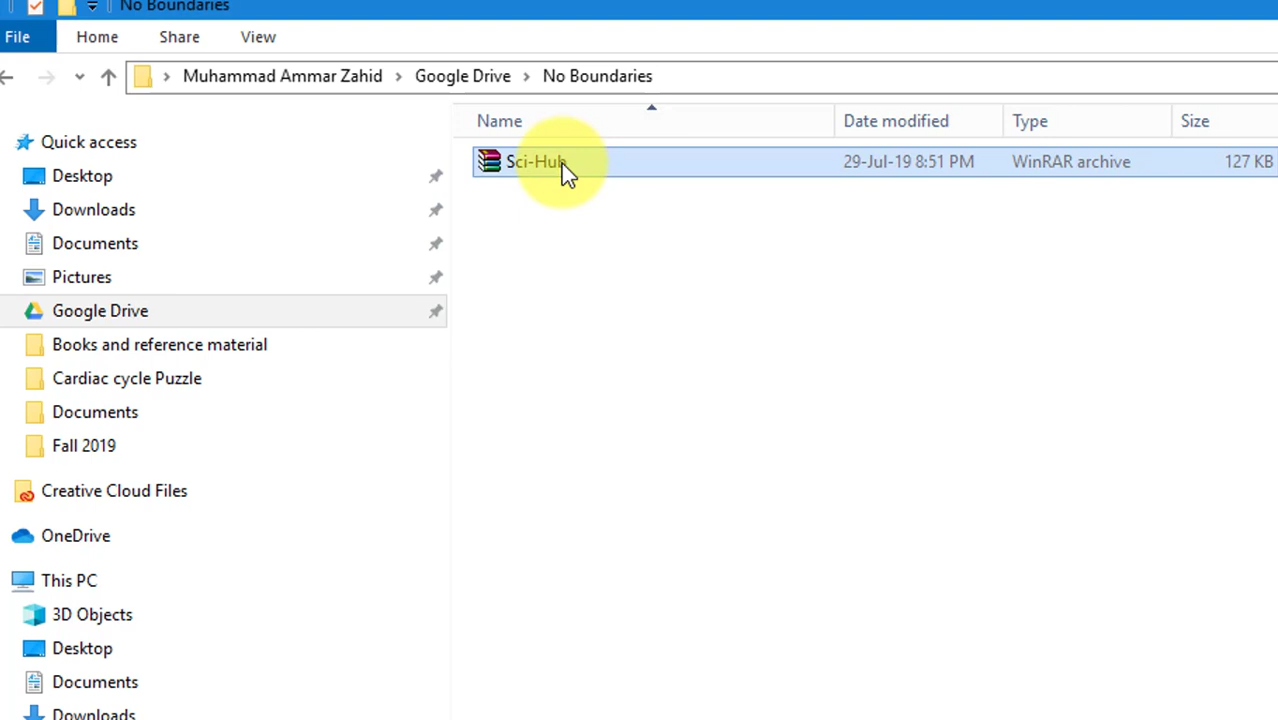 No Boundaries
File Home Share View
Muhammad Ammar Zahid Google Drive No Boundaries
Name Date modified Type Size
Sci-Hub 29-Jul-19 8:51 PM WinRAR archive 127 KB
Quick access
Desktop
Downloads
Documents
Pictures
Google Drive
Books and reference material
Cardiac cycle Puzzle
Documents
Fall 2019
Creative Cloud Files
OneDrive
This PC
3D Objects
Desktop
Documents
Downloads